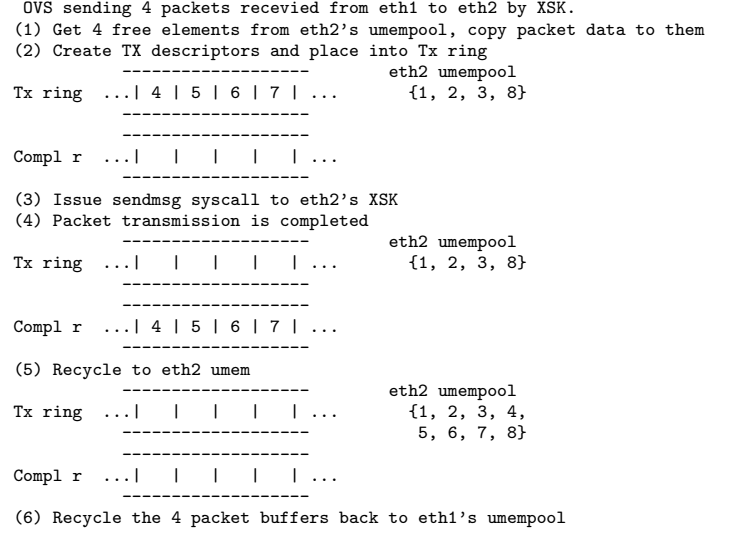 OVS sending 4 packets recevied from eth1 to eth2 by XSK.
(1) Get 4 free elements from eth2's umempool, copy packet data to them
(2) Create TX descriptors and place into Tx ring
------------------- eth2 umempool
Tx ring ...| 4 | 5 | 6 | 7 | ... {1, 2, 3, 8}
-------------------
-------------------
Compl r ...| | | | | ...
-------------------
(3) Issue sendmsg syscall to eth2's XSK
(4) Packet transmission is completed
------------------- eth2 umempool
Tx ring ...| | | | | ... {1, 2, 3, 8}
-------------------
-------------------
Compl r ...| 4 | 5 | 6 | 7 | ...
-------------------
(5) Recycle to eth2 umem
------------------- eth2 umempool
Tx ring ...| | | | | ... {1, 2, 3, 4,
------------------- 5, 6, 7, 8}
-------------------
Compl r ...| | | | | ...
-------------------
(6) Recycle the 4 packet buffers back to eth1's umempool